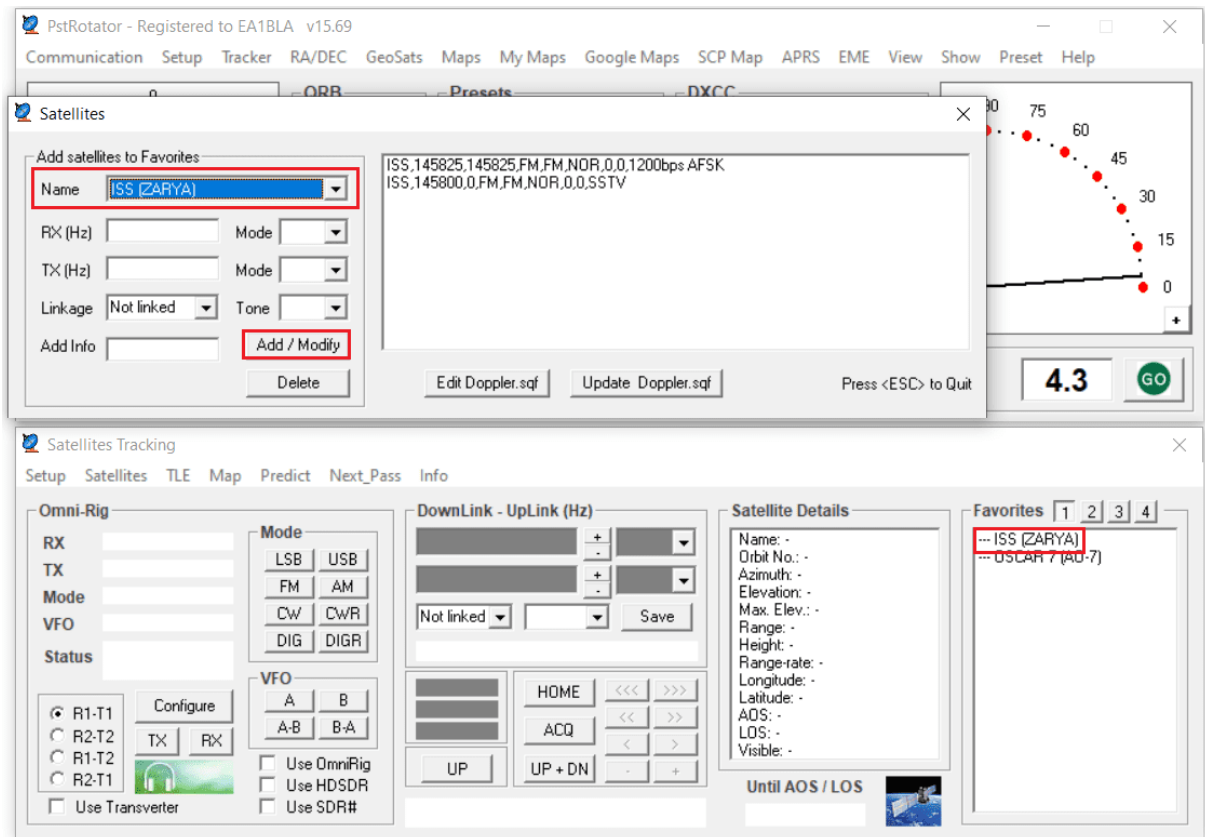 PstRotator - Registered to EA1BLA v15.69
Communication Setup Tracker RA/DEC GeoSats Maps My Maps Google Maps SCP Map APRS EME View Show Preset Help
ORB Presets DXCC
Satellites
Add satellites to Favorites
Name ISS (ZARYA)
RX (Hz) Mode
TX (Hz) Mode
Linkage Not linked Tone
Add Info Add / Modify
Delete
ISS,145825,145825,FM,FM,NOR,0,0,1200bps AFSK
ISS,145800,0,FM,FM,NOR,0,0,SSTV
Edit Doppler.sqf Update Doppler.sqf Press <ESC> to Quit
75
60
45
30
15
0
+
4.3 GO
Satellites Tracking
Setup Satellites TLE Map Predict Next_Pass Info
Omni-Rig
RX
TX
Mode
VFO
Status
R1-T1
R2-T2
R1-T2
R2-T1
Configure
TX RX
Use Transverter
Mode
LSB USB
FM AM
CW CWR
DIG DIGR
VFO
A B
A-B B-A
Use OmniRig
Use HDSDR
Use SDR#
DownLink - UpLink (Hz)
+
-
+
-
Not linked Save
HOME <<< >>>
ACQ << >>
< >
UP UP + DN - +
Satellite Details
Name: -
Orbit No.: -
Azimuth: -
Elevation: -
Max. Elev.: -
Range: -
Height: -
Range-rate: -
Longitude: -
Latitude: -
AOS: -
LOS: -
Visible: -
Until AOS / LOS
Favorites 1 2 3 4
--- ISS (ZARYA)
--- OSCAR 7 (AO-7)